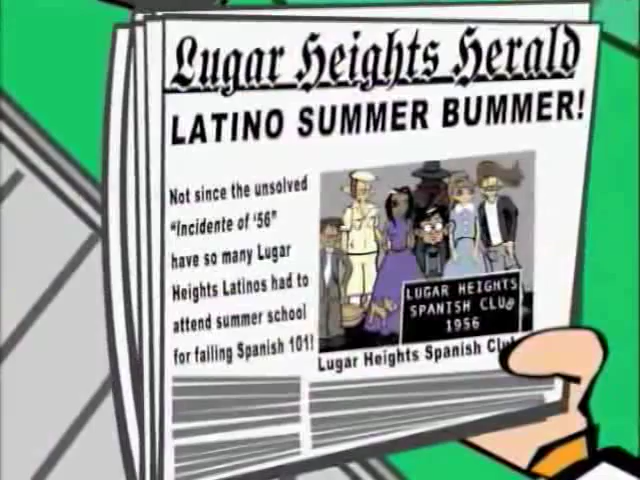 Lugar Heights Herald
LATINO SUMMER BUMMER!
Not since the unsolved
"Incidente of '56"
have so many Lugar
Heights Latinos had to
attend summer school
for failing Spanish 101!
LUGAR HEIGHTS
SPANISH CLUB
1956
Lugar Heights Spanish